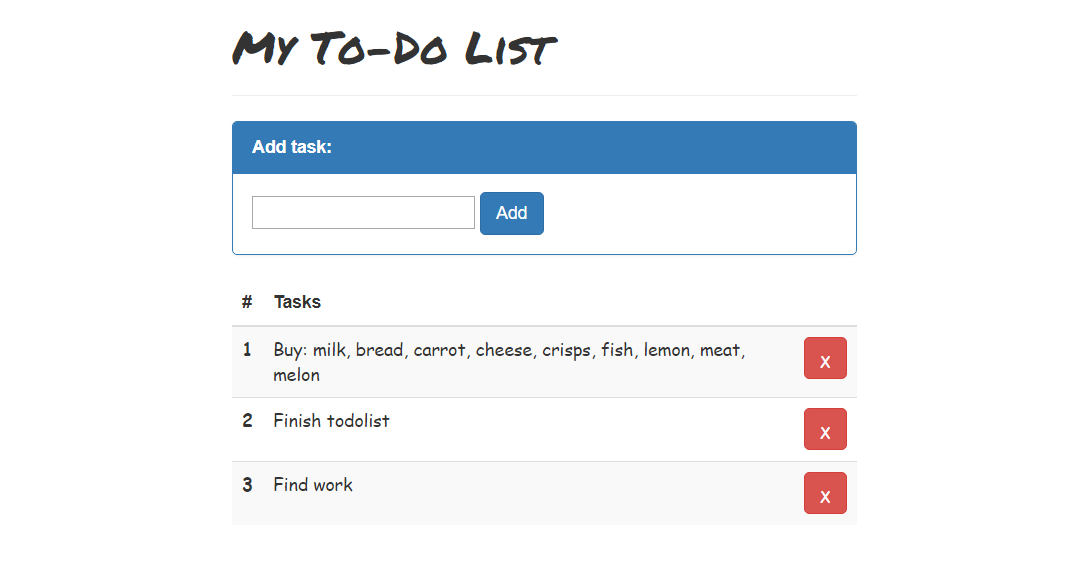 My To-Do List
Add task:
Add
# Tasks
1 Buy: milk, bread, carrot, cheese, crisps, fish, lemon, meat, x
melon
2 Finish todolist x
3 Find work x